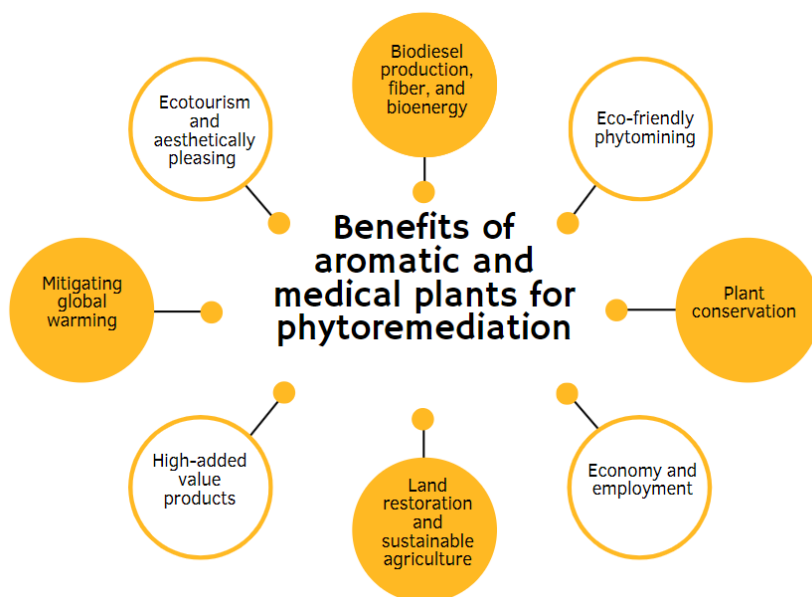 Biodiesel
production,
fiber, and
bioenergy
Ecotourism
and
aesthetically
pleasing
Eco-friendly
phytomining
Benefits of
aromatic and
medical plants for
phytoremediation
Mitigating
global
warming
Plant
conservation
High-added
value
products
Land
restoration
and
sustainable
agriculture
Economy and
employment